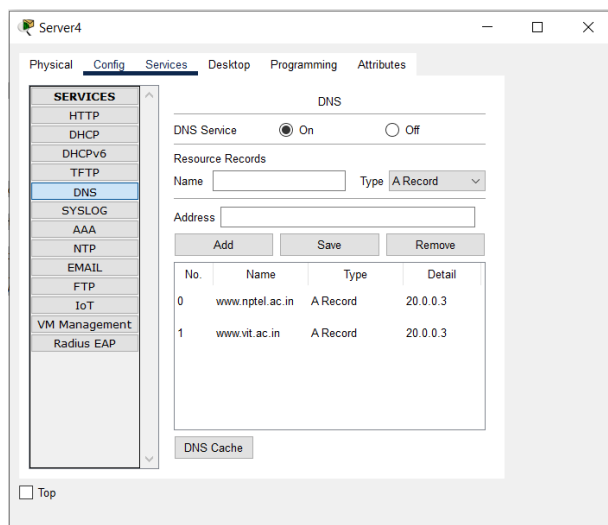 Server4
Physical Config Services Desktop Programming Attributes
SERVICES
HTTP
DHCP
DHCPv6
TFTP
DNS
SYSLOG
AAA
NTP
EMAIL
FTP
IoT
VM Management
Radius EAP
DNS
DNS Service On Off
Resource Records
Name Type A Record
Address
Add Save Remove
No. Name Type Detail
0 www.nptel.ac.in A Record 20.0.0.3
1 www.vit.ac.in A Record 20.0.0.3
DNS Cache
Top